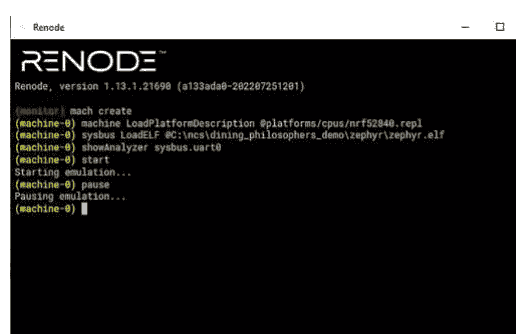 Renode
RENODE™
Renode, version 1.13.1.21690 (a133ada0-202207251201)
(monitor) mach create
(machine-0) machine LoadPlatformDescription @platforms/cpus/nrf52840.repl
(machine-0) sysbus LoadELF @C:\ncs\dining_philosophers_demo\zephyr\zephyr.elf
(machine-0) showAnalyzer sysbus.uart0
(machine-0) start
Starting emulation...
(machine-0) pause
Pausing emulation...
(machine-0)